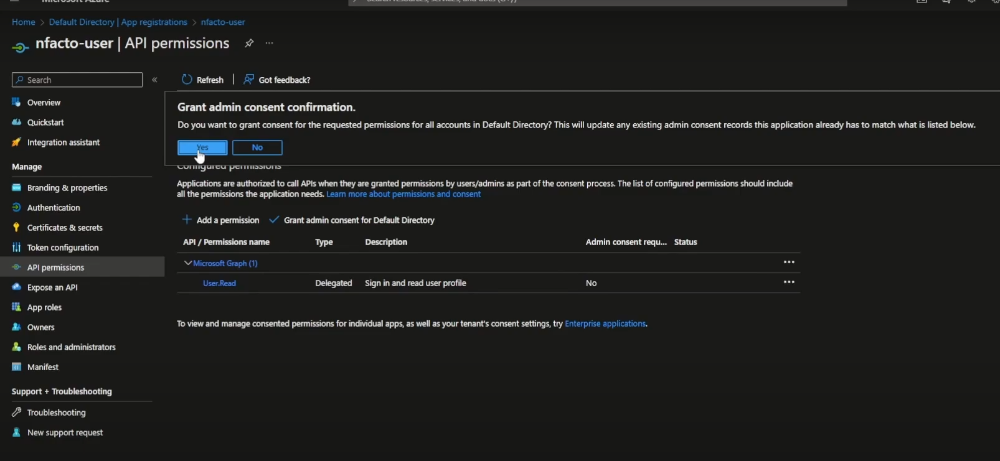 Microsoft Azure
Search resources, services, and docs (G+/)
Home > Default Directory | App registrations > nfacto-user
nfacto-user | API permissions
Search
Refresh
Got feedback?
Grant admin consent confirmation.
Do you want to grant consent for the requested permissions for all accounts in Default Directory? This will update any existing admin consent records this application already has to match what is listed below.
Yes
No
Overview
Quickstart
Integration assistant
Manage
Branding & properties
Authentication
Certificates & secrets
Token configuration
API permissions
Expose an API
App roles
Owners
Roles and administrators
Manifest
Support + Troubleshooting
Troubleshooting
New support request
Configured permissions
Applications are authorized to call APIs when they are granted permissions by users/admins as part of the consent process. The list of configured permissions should include
all the permissions the application needs. Learn more about permissions and consent
Add a permission
Grant admin consent for Default Directory
API / Permissions name Type Description Admin consent requ... Status
Microsoft Graph (1) ...
User.Read Delegated Sign in and read user profile No ...
To view and manage consented permissions for individual apps, as well as your tenant's consent settings, try Enterprise applications.